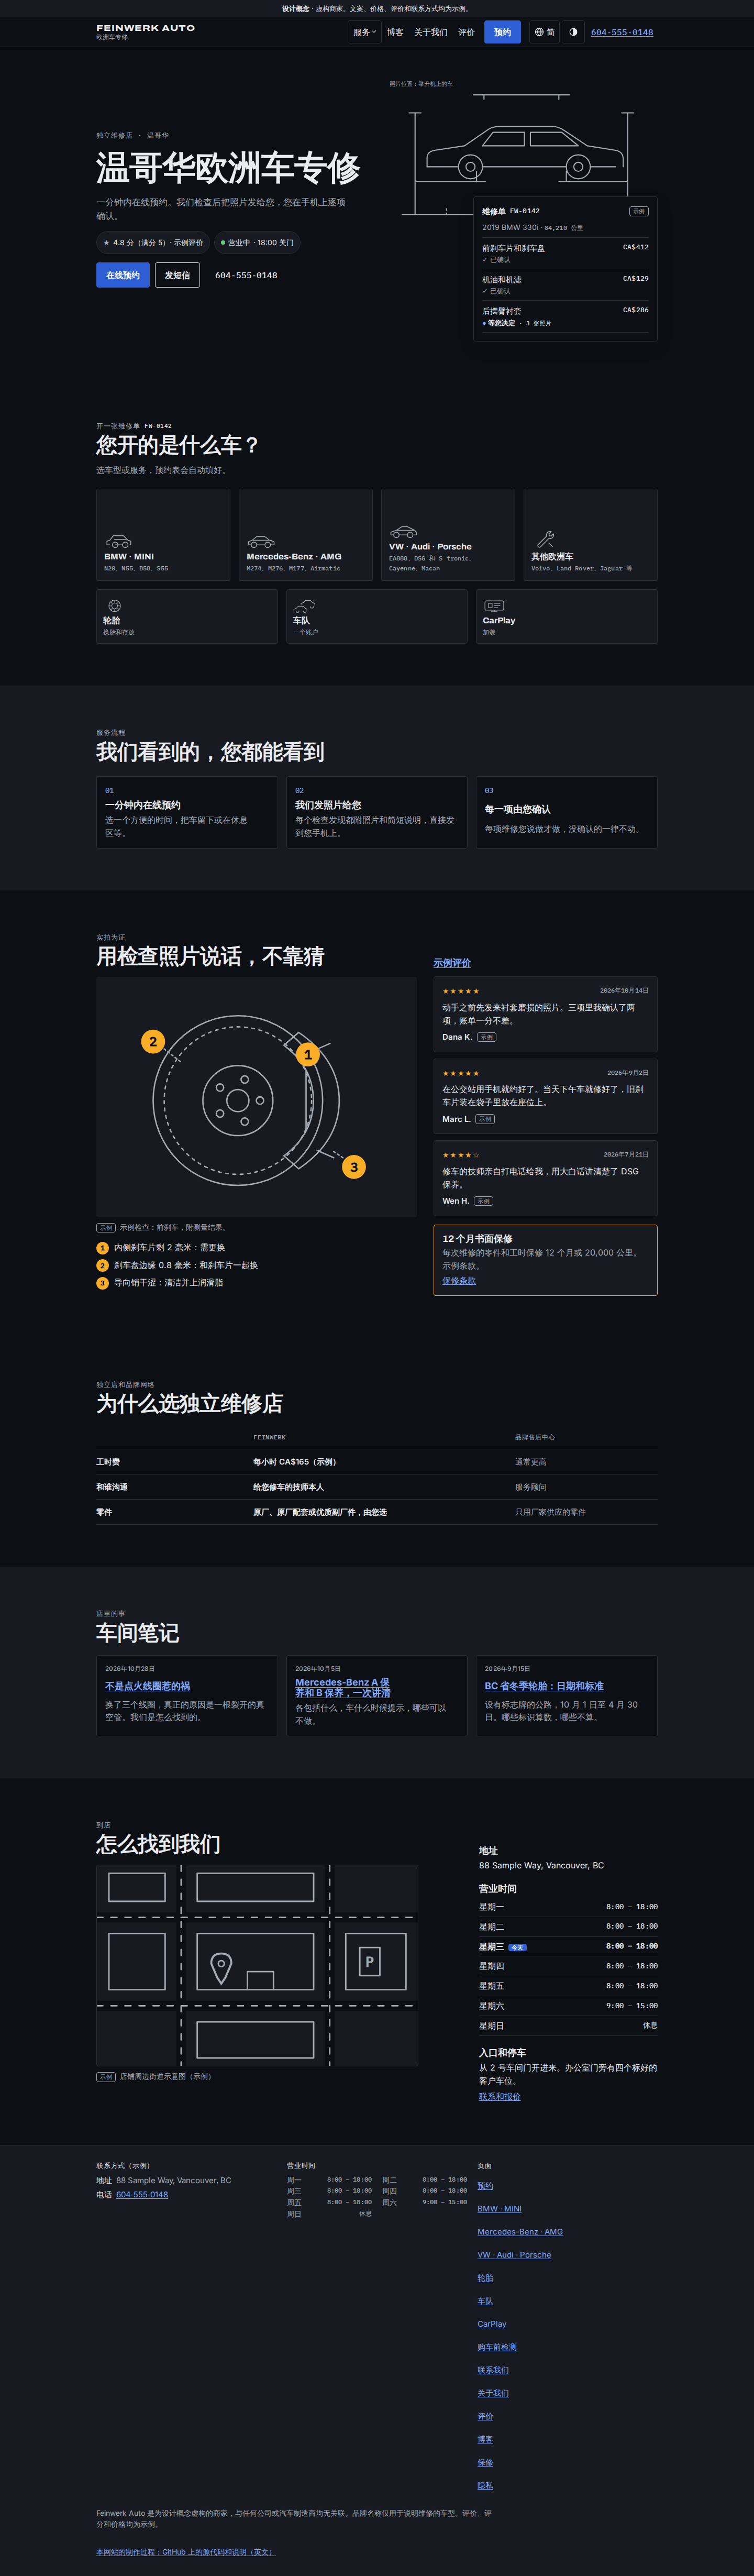 设计概念 · 虚构商家。文案、价格、评价和联系方式均为示例。
FEINWERK AUTO
欧洲车专修
服务
博客
关于我们
评价
预约
简
604-555-0148
照片位置：举升机上的车
独立维修店 · 温哥华
温哥华欧洲车专修
一分钟内在线预约。我们检查后把照片发给您，您在手机上逐项
确认。
★ 4.8 分（满分 5）· 示例评价
营业中 · 18:00 关门
在线预约
发短信
604-555-0148
维修单 FW-0142
示例
2019 BMW 330i · 84,210 公里
前刹车片和刹车盘
CA$412
✓ 已确认
机油和机滤
CA$129
✓ 已确认
后摆臂衬套
CA$286
等您决定 · 3 张照片
开一张维修单 FW-0142
您开的是什么车？
选车型或服务，预约表会自动填好。
BMW · MINI
N20、N55、B58、S55
Mercedes-Benz · AMG
M274、M276、M177、Airmatic
VW · Audi · Porsche
EA888、DSG 和 S tronic、
Cayenne、Macan
其他欧洲车
Volvo、Land Rover、Jaguar 等
轮胎
换胎和存放
车队
一个账户
CarPlay
加装
服务流程
我们看到的，您都能看到
01
一分钟内在线预约
选一个方便的时间，把车留下或在休息
区等。
02
我们发照片给您
每个检查发现都附照片和简短说明，直接发
到您手机上。
03
每一项由您确认
每项维修您说做才做，没确认的一律不动。
实拍为证
用检查照片说话，不靠猜
2
1
3
示例 示例检查：前刹车，附测量结果。
1 内侧刹车片剩 2 毫米：需更换
2 刹车盘边缘 0.8 毫米：和刹车片一起换
3 导向销干涩：清洁并上润滑脂
示例评价
★★★★★
2026年10月14日
动手之前先发来衬套磨损的照片。三项里我确认了两
项，账单一分不差。
Dana K. 示例
★★★★★
2026年9月2日
在公交站用手机就约好了。当天下午车就修好了，旧刹
车片装在袋子里放在座位上。
Marc L. 示例
★★★★☆
2026年7月21日
修车的技师亲自打电话给我，用大白话讲清楚了 DSG
保养。
Wen H. 示例
12 个月书面保修
每次维修的零件和工时保修 12 个月或 20,000 公里。
示例条款。
保修条款
独立店和品牌网络
为什么选独立维修店
FEINWERK
品牌售后中心
工时费
每小时 CA$165（示例）
通常更高
和谁沟通
给您修车的技师本人
服务顾问
零件
原厂、原厂配套或优质副厂件，由您选
只用厂家供应的零件
店里的事
车间笔记
2026年10月28日
不是点火线圈惹的祸
换了三个线圈，真正的原因是一根裂开的真
空管。我们是怎么找到的。
2026年10月5日
Mercedes-Benz A 保
养和 B 保养，一次讲清
各包括什么，车什么时候提示，哪些可以
不做。
2026年9月15日
BC 省冬季轮胎：日期和标准
设有标志牌的公路，10 月 1 日至 4 月 30
日。哪些标识算数，哪些不算。
到店
怎么找到我们
P
示例 店铺周边街道示意图（示例）
地址
88 Sample Way, Vancouver, BC
营业时间
星期一
8:00 – 18:00
星期二
8:00 – 18:00
星期三 今天
8:00 – 18:00
星期四
8:00 – 18:00
星期五
8:00 – 18:00
星期六
9:00 – 15:00
星期日
休息
入口和停车
从 2 号车间门开进来。办公室门旁有四个标好的
客户车位。
联系和报价
联系方式（示例）
地址 88 Sample Way, Vancouver, BC
电话 604-555-0148
营业时间
周一 8:00 – 18:00 周二 8:00 – 18:00
周三 8:00 – 18:00 周四 8:00 – 18:00
周五 8:00 – 18:00 周六 9:00 – 15:00
周日 休息
页面
预约
BMW · MINI
Mercedes-Benz · AMG
VW · Audi · Porsche
轮胎
车队
CarPlay
购车前检测
联系我们
关于我们
评价
博客
保修
隐私
Feinwerk Auto 是为设计概念虚构的商家，与任何公司或汽车制造商均无关联。品牌名称仅用于说明维修的车型。评价、评
分和价格均为示例。
本网站的制作过程：GitHub 上的源代码和说明（英文）